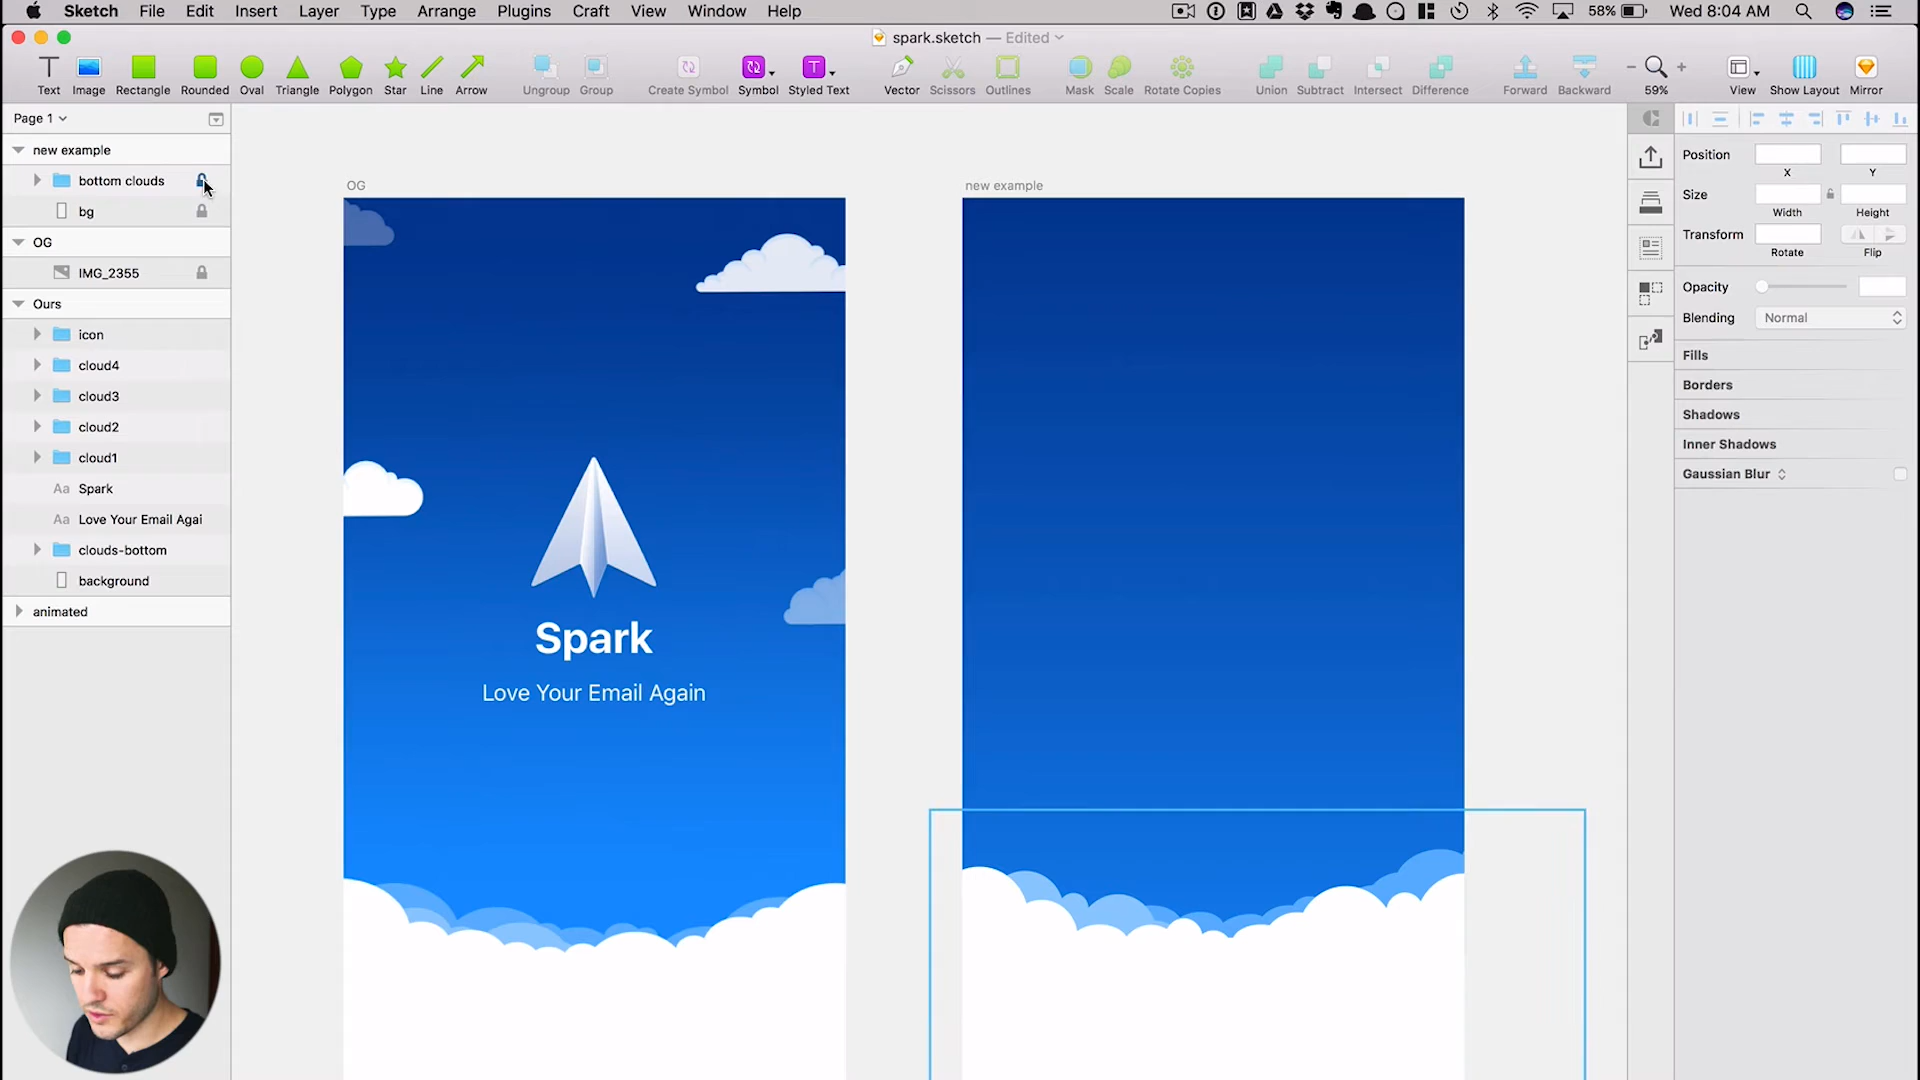 Sketch File Edit Insert Layer Type Arrange Plugins Craft View Window Help 58% Wed 8:04 AM
spark.sketch — Edited
Text Image Rectangle Rounded Oval Triangle Polygon Star Line Arrow Ungroup Group Create Symbol Symbol Styled Text Vector Scissors Outlines Mask Scale Rotate Copies Union Subtract Intersect Difference Forward Backward 59% View Show Layout Mirror
Page 1
new example
bottom clouds
bg
OG
IMG_2355
Ours
icon
cloud4
cloud3
cloud2
cloud1
Aa Spark
Aa Love Your Email Agai
clouds-bottom
background
animated
OG
Spark
Love Your Email Again
new example
Position
X Y
Size
Width Height
Transform
Rotate Flip
Opacity
Blending Normal
Fills
Borders
Shadows
Inner Shadows
Gaussian Blur